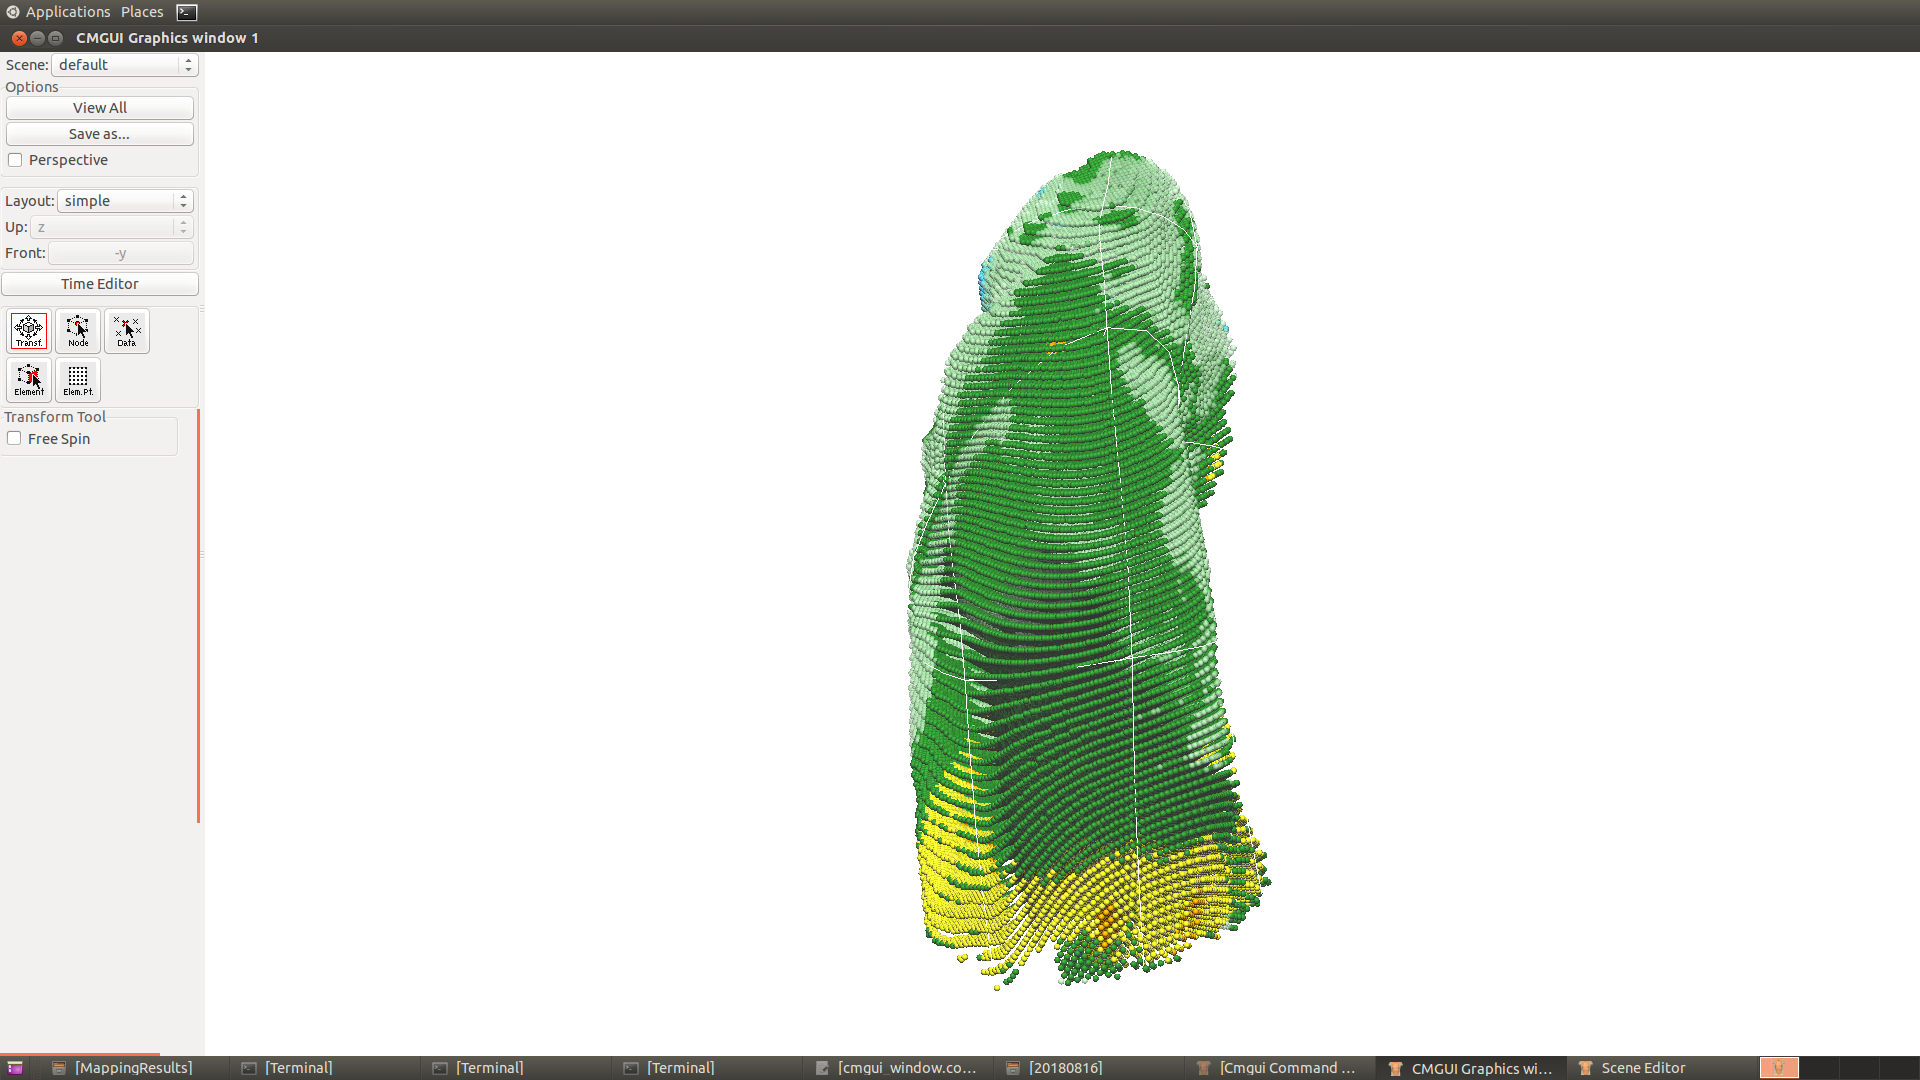 Applications Places
CMGUI Graphics window 1
Scene: default
Options
View All
Save as...
Perspective
Layout: simple
Up: z
Front: -y
Time Editor
Transf. Node Data
Element Elem. Pt.
Transform Tool
Free Spin
[MappingResults] [Terminal] [Terminal] [Terminal] [cmgui_window.co... [20180816] [Cmgui Command ... CMGUI Graphics wi... Scene Editor